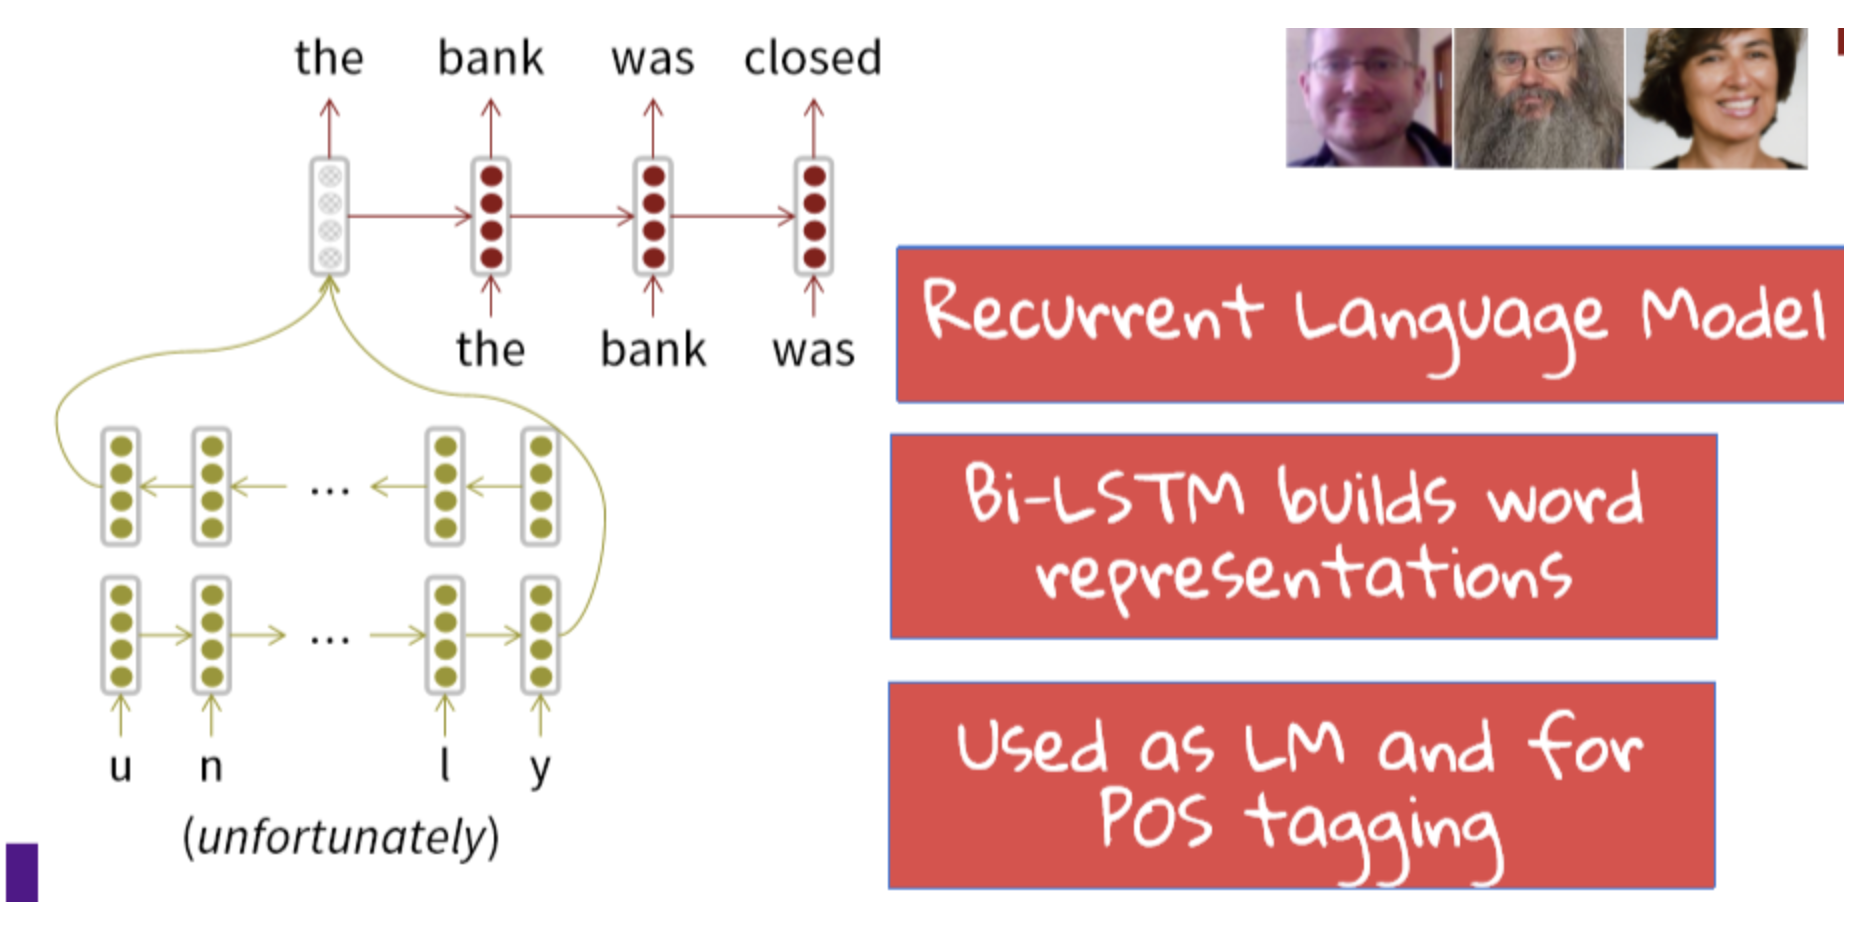 the bank was closed
the bank was
... 
...
u n l y
(unfortunately)
Recurrent Language Model
Bi-LSTM builds word
representations
Used as LM and for
POS tagging